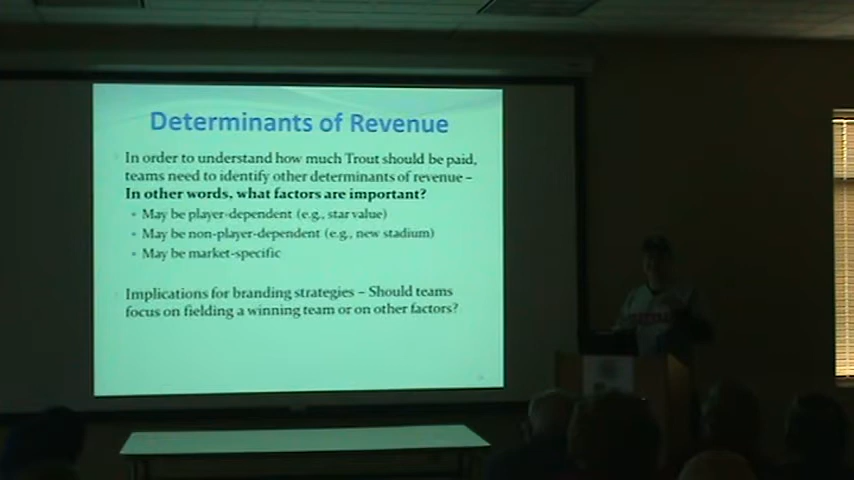 Determinants of Revenue
In order to understand how much Trout should be paid,
teams need to identify other determinants of revenue –
In other words, what factors are important?
• May be player-dependent (e.g., star value)
• May be non-player-dependent (e.g., new stadium)
• May be market-specific
Implications for branding strategies – Should teams
focus on fielding a winning team or on other factors?